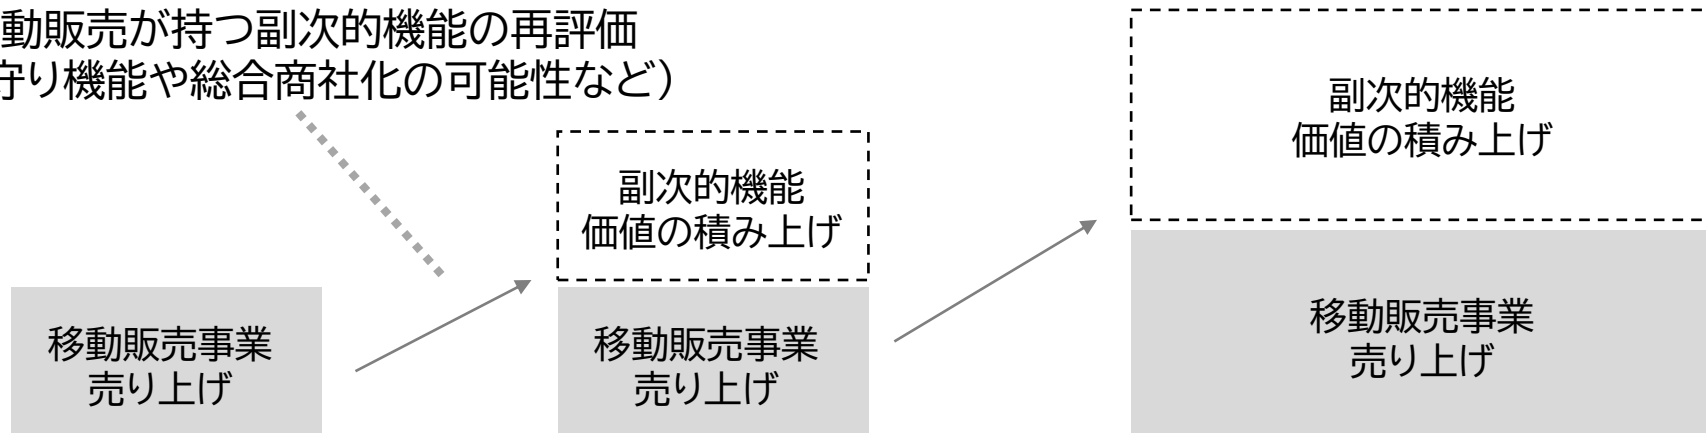 動販売が持つ副次的機能の再評価
守り機能や総合商社化の可能性など）
副次的機能
価値の積み上げ
副次的機能
価値の積み上げ
移動販売事業
売り上げ
移動販売事業
売り上げ
移動販売事業
売り上げ